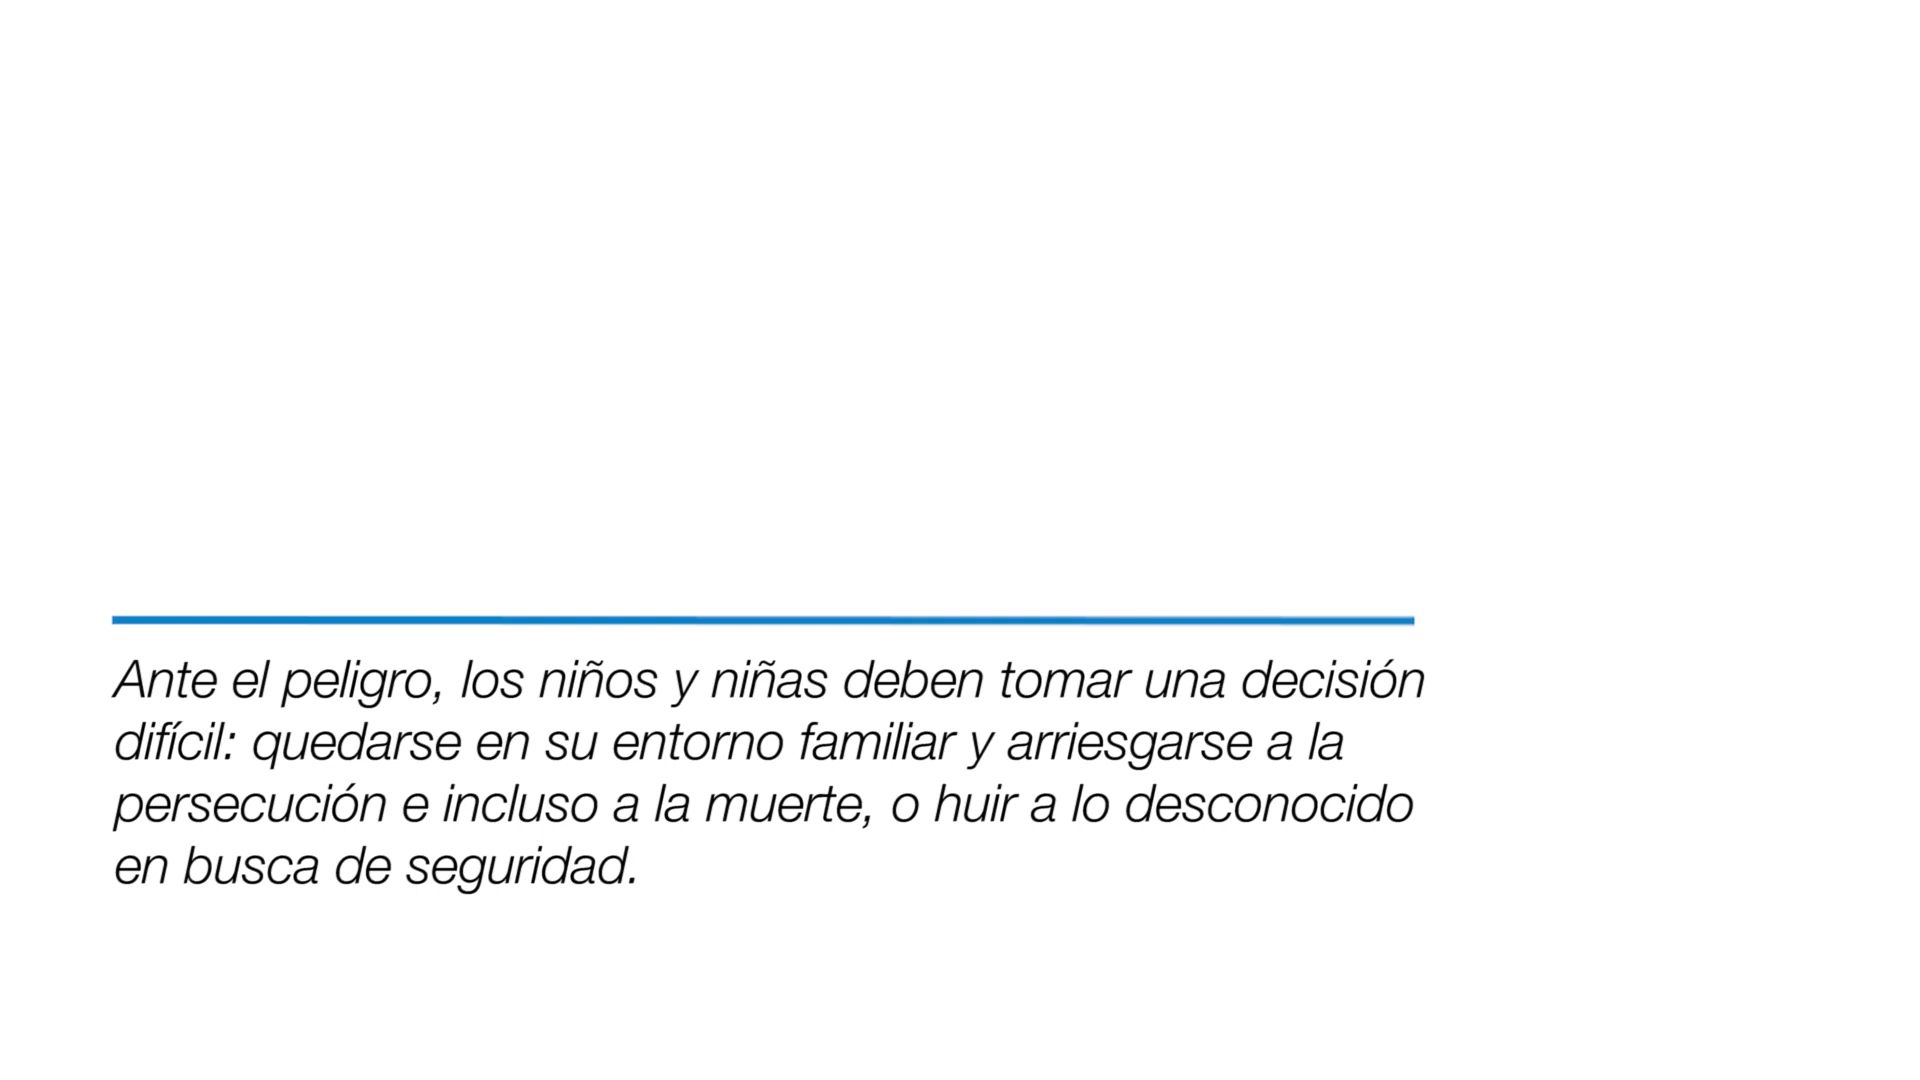 Ante el peligro, los niños y niñas deben tomar una decisión
difícil: quedarse en su entorno familiar y arriesgarse a la
persecución e incluso a la muerte, o huir a lo desconocido
en busca de seguridad.